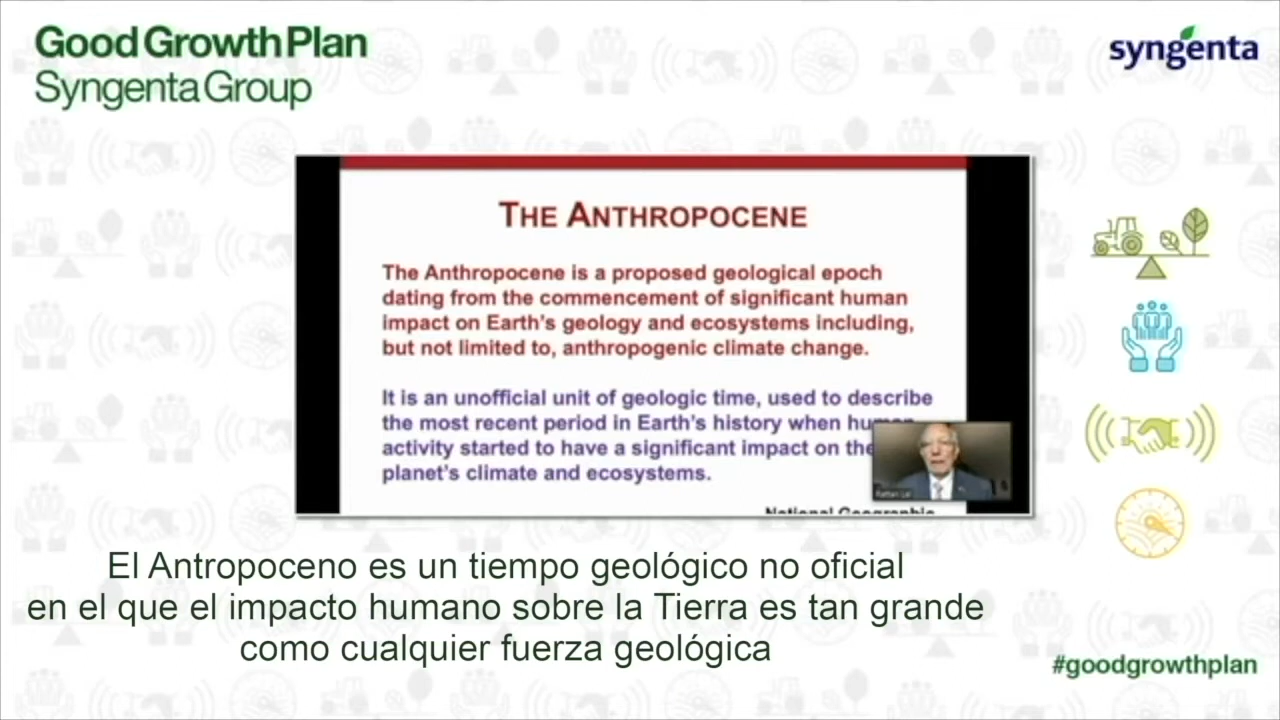 Good Growth Plan
Syngenta Group
syngenta
THE ANTHROPOCENE
The Anthropocene is a proposed geological epoch
dating from the commencement of significant human
impact on Earth's geology and ecosystems including,
but not limited to, anthropogenic climate change.
It is an unofficial unit of geologic time, used to describe
the most recent period in Earth's history when
activity started to have a significant impact on the
planet's climate and ecosystems.
National Geographic
Rattan Lal
El Antropoceno es un tiempo geológico no oficial
en el que el impacto humano sobre la Tierra es tan grande
como cualquier fuerza geológica
#goodgrowthplan